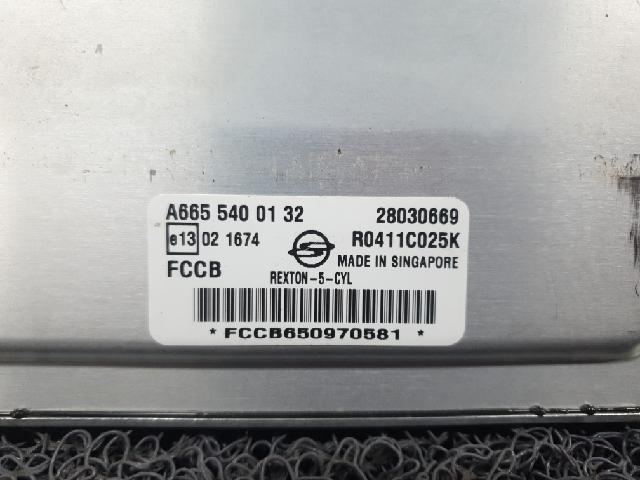 A665 540 01 32 28030669
e13 02 1674 R0411C025K
MADE IN SINGAPORE
FCCB
REXTON-5-CYL
* FCCB650970581 *